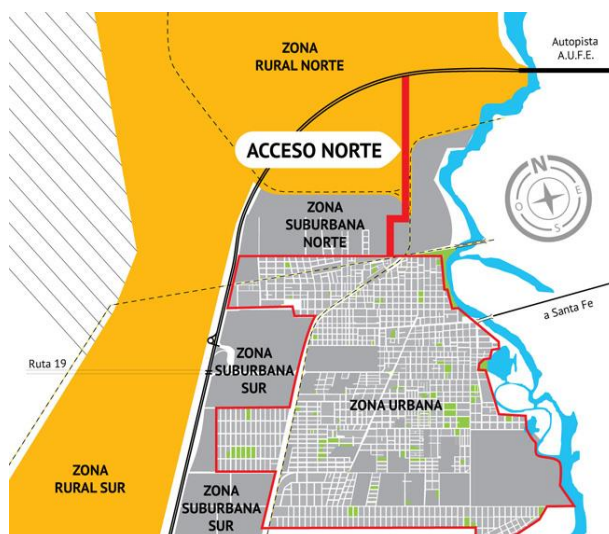 ZONA
RURAL NORTE
Autopista
A.U.F.E.
ACCESO NORTE
N
O
E
S
ZONA
SUBURBANA
NORTE
a Santa Fe
Ruta 19
ZONA
SUBURBANA
SUR
ZONA URBANA
ZONA
RURAL SUR
ZONA
SUBURBANA
SUR